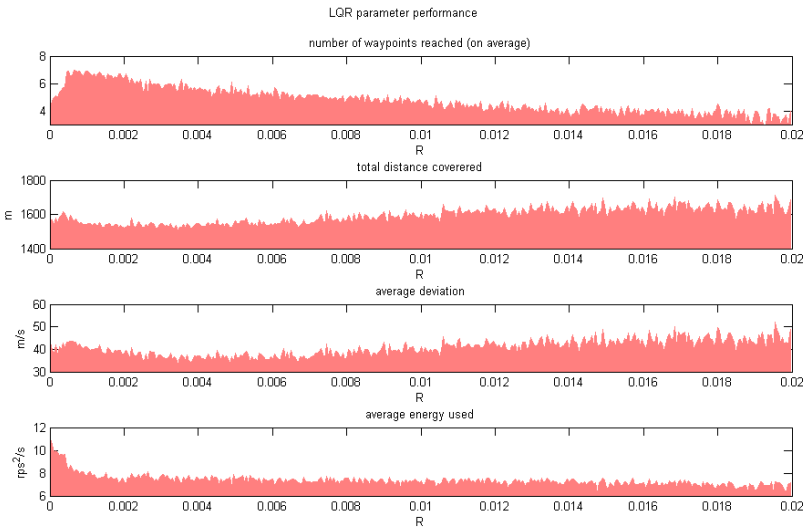 LQR parameter performance
number of waypoints reached (on average)
8
6
4
0 0.002 0.004 0.006 0.008 0.01 0.012 0.014 0.016 0.018 0.02
R
total distance coverered
1800
1600
1400
m
0 0.002 0.004 0.006 0.008 0.01 0.012 0.014 0.016 0.018 0.02
R
average deviation
60
50
40
30
m/s
0 0.002 0.004 0.006 0.008 0.01 0.012 0.014 0.016 0.018 0.02
R
average energy used
12
10
8
6
rps²/s
0 0.002 0.004 0.006 0.008 0.01 0.012 0.014 0.016 0.018 0.02
R